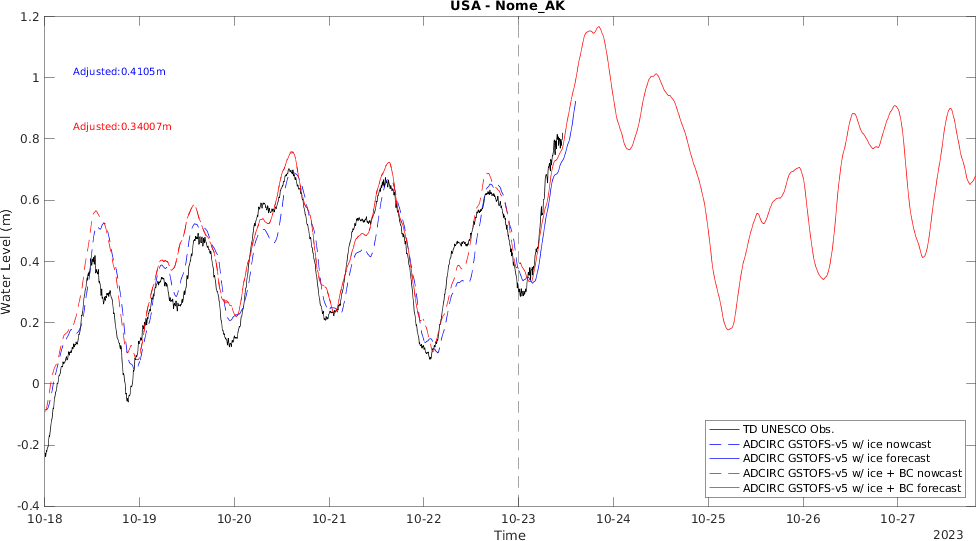 USA - Nome_AK
1.2
1
0.8
0.6
0.4
0.2
0
-0.2
-0.4
Water Level (m)
Adjusted:0.4105m
Adjusted:0.34007m
TD UNESCO Obs.
ADCIRC GSTOFS-v5 w/ ice nowcast
ADCIRC GSTOFS-v5 w/ ice forecast
ADCIRC GSTOFS-v5 w/ ice + BC nowcast
ADCIRC GSTOFS-v5 w/ ice + BC forecast
10-18 10-19 10-20 10-21 10-22 10-23 10-24 10-25 10-26 10-27
Time
2023